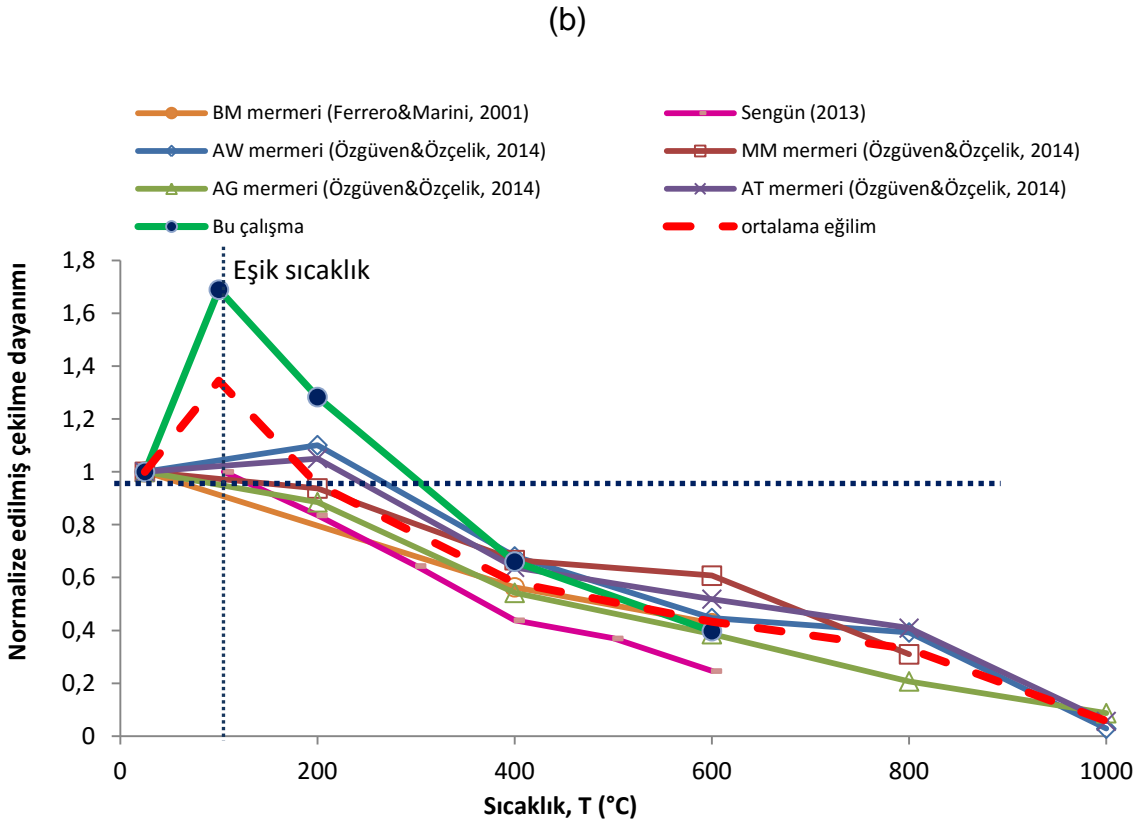 (b)
BM mermeri (Ferrero&Marini, 2001)
Sengün (2013)
AW mermeri (Özgüven&Özçelik, 2014)
MM mermeri (Özgüven&Özçelik, 2014)
AG mermeri (Özgüven&Özçelik, 2014)
AT mermeri (Özgüven&Özçelik, 2014)
Bu çalışma
ortalama eğilim
Normalize edilmiş çekilme dayanımı
Eşik sıcaklık
1,8
1,6
1,4
1,2
1
0,8
0,6
0,4
0,2
0
0
200
400
600
800
1000
Sıcaklık, T (°C)